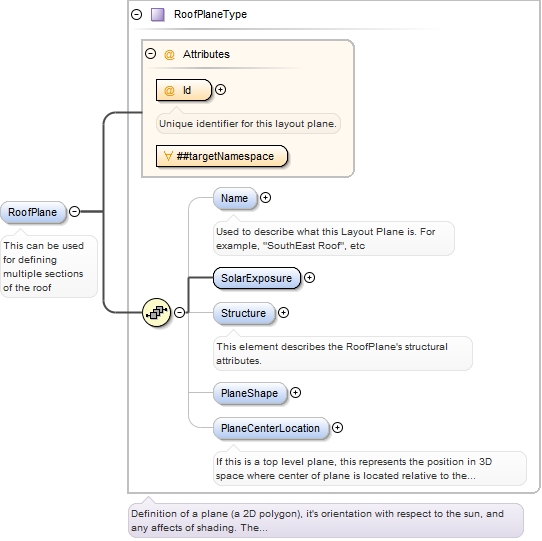 RoofPlaneType
Attributes
@ Id
Unique identifier for this layout plane.
##targetNamespace
RoofPlane
This can be used
for defining
multiple sections
of the roof
Name
Used to describe what this Layout Plane is. For
example, "SouthEast Roof", etc
SolarExposure
Structure
This element describes the RoofPlane's structural
attributes.
PlaneShape
PlaneCenterLocation
If this is a top level plane, this represents the position in 3D
space where center of plane is located relative to the...
Definition of a plane (a 2D polygon), it's orientation with respect to the sun, and
any affects of shading. The...